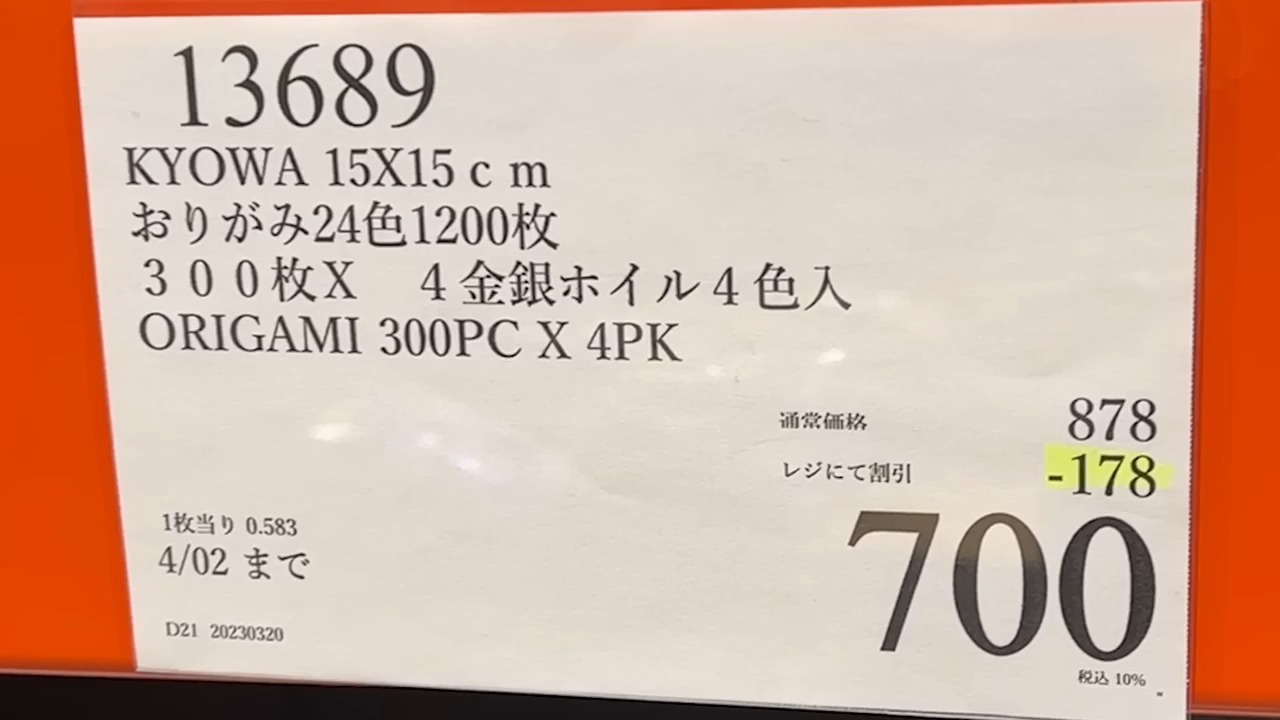 13689
KYOWA 15X15ｃｍ
おりがみ24色1200枚
３００枚X　４金銀ホイル４色入
ORIGAMI 300PC X 4PK
通常価格 878
レジにて割引 -178
700
1枚当り 0.583
4/02 まで
D21 20230320
税込 10%